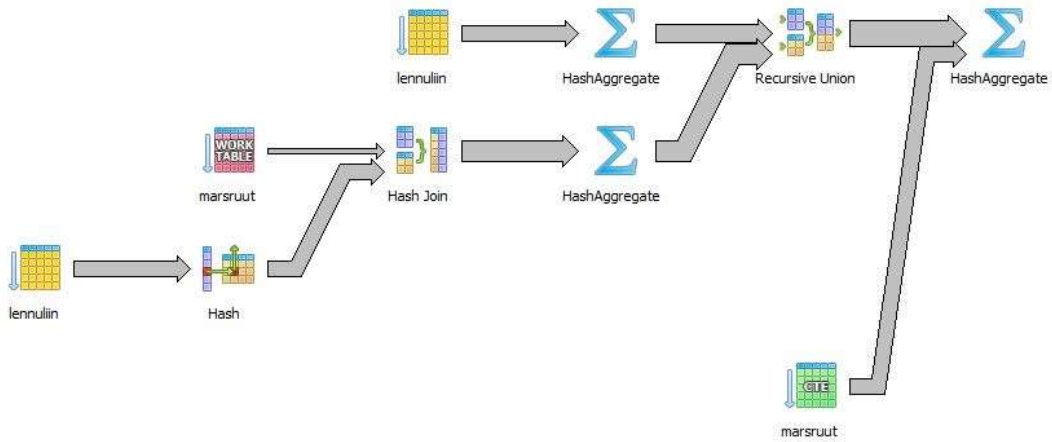 lennuliin
HashAggregate
Recursive Union
HashAggregate
WORK
TABLE
marsruut
Hash Join
HashAggregate
lennuliin
Hash
CTE
marsruut